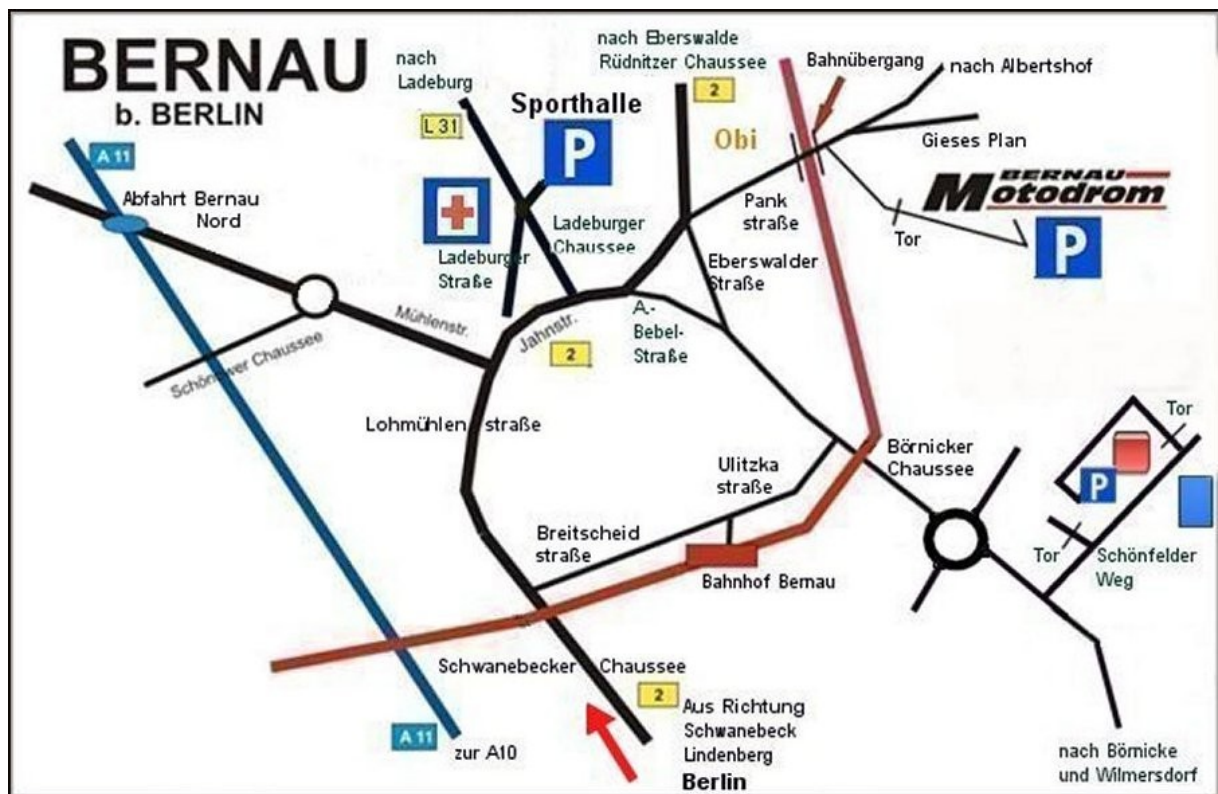 BERNAU
b. BERLIN
nach
Ladeburg
L 31
Sporthalle
P
nach Eberswalde
Rüdnitzer Chaussee
2
Obi
Bahnübergang
nach Albertshof
Gieses Plan
BERNAU
Motodrom
P
Tor
Pank
straße
A 11
Abfahrt Bernau
Nord
Ladeburger
Straße
Ladeburger
Chaussee
Eberswalder
Straße
A.-
Bebel-
Straße
Mühlenstr.
Jahnstr.
2
Schönower Chaussee
Lohmühlen straße
Ulitzka
straße
Börnicker
Chaussee
Tor
P
Tor
Schönfelder
Weg
Breitscheid
straße
Bahnhof Bernau
Schwanebecker Chaussee
2
Aus Richtung
Schwanebeck
Lindenberg
Berlin
A 11
zur A10
nach Börnicke
und Wilmersdorf